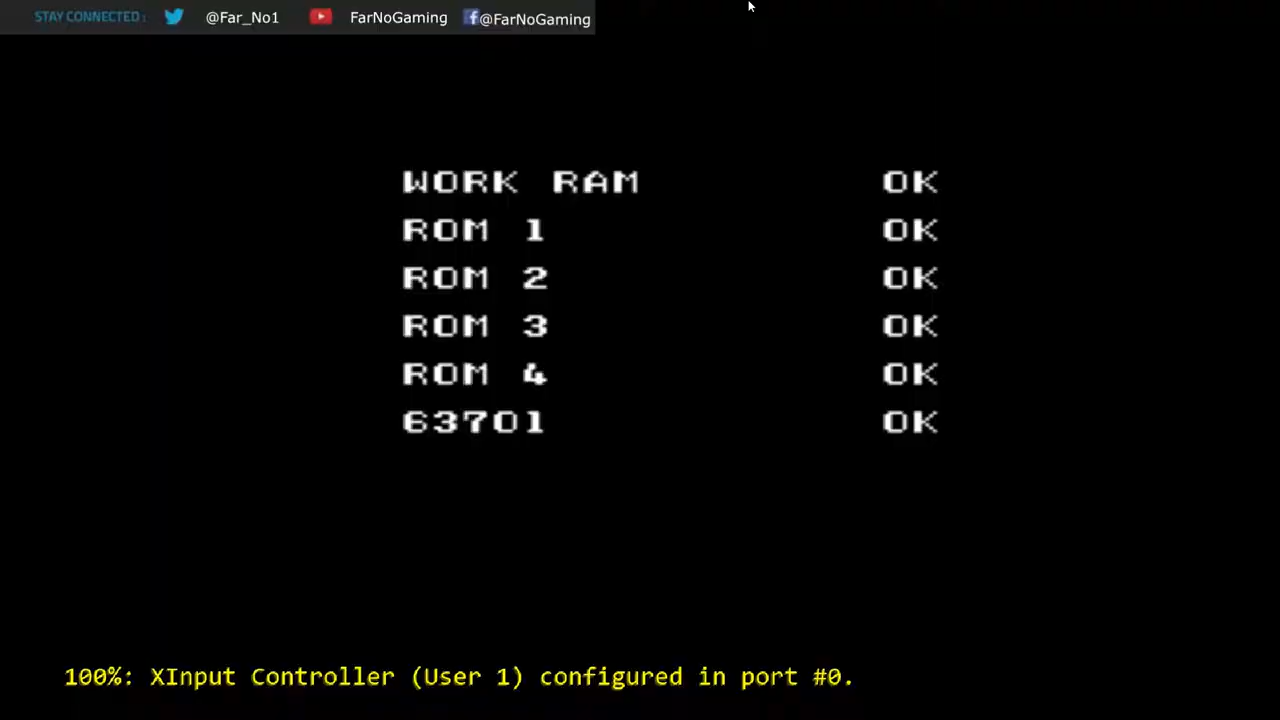 STAY CONNECTED : @Far_No1 FarNoGaming @FarNoGaming
WORK RAM OK
ROM 1 OK
ROM 2 OK
ROM 3 OK
ROM 4 OK
63701 OK
100%: XInput Controller (User 1) configured in port #0.